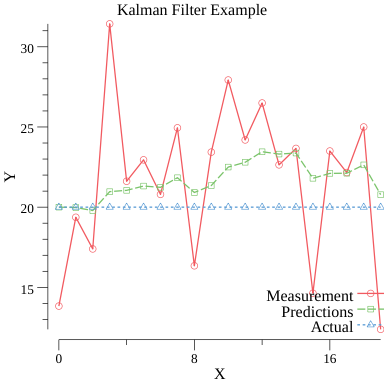 Kalman Filter Example
30
25
20
15
Y
Measurement
Predictions
Actual
0
8
16
X